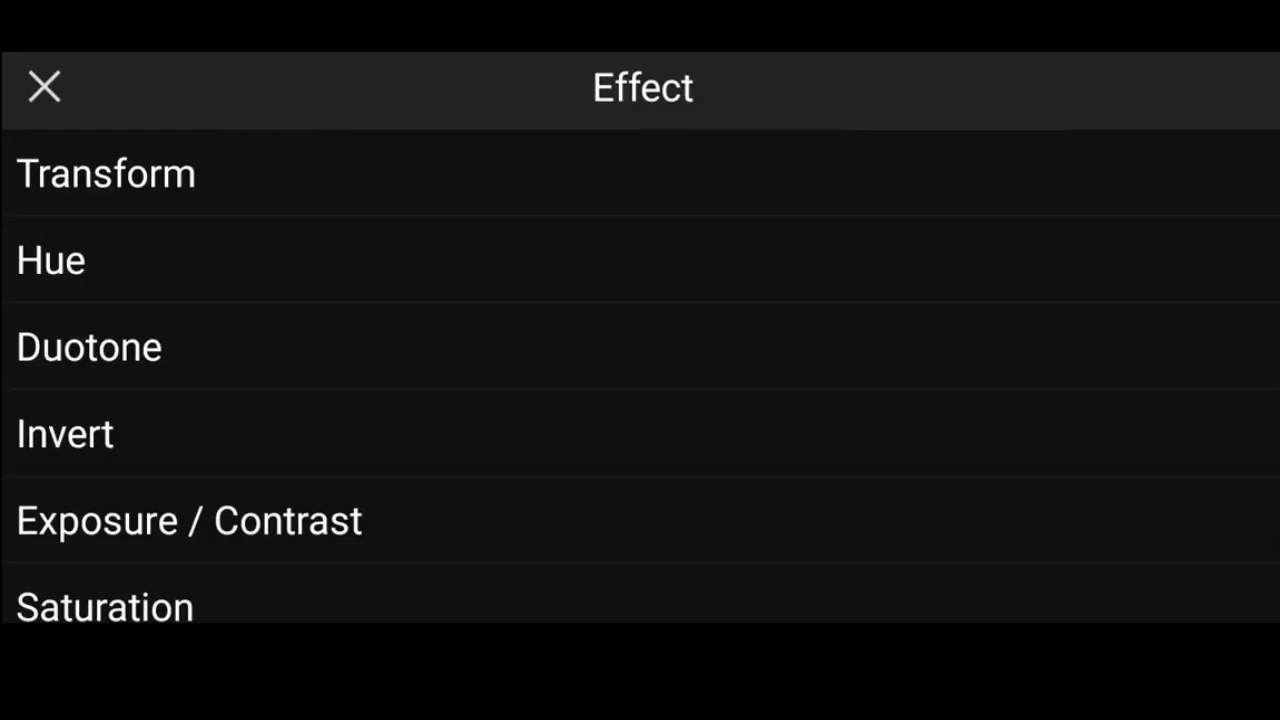 Effect
Transform
Hue
Duotone
Invert
Exposure / Contrast
Saturation